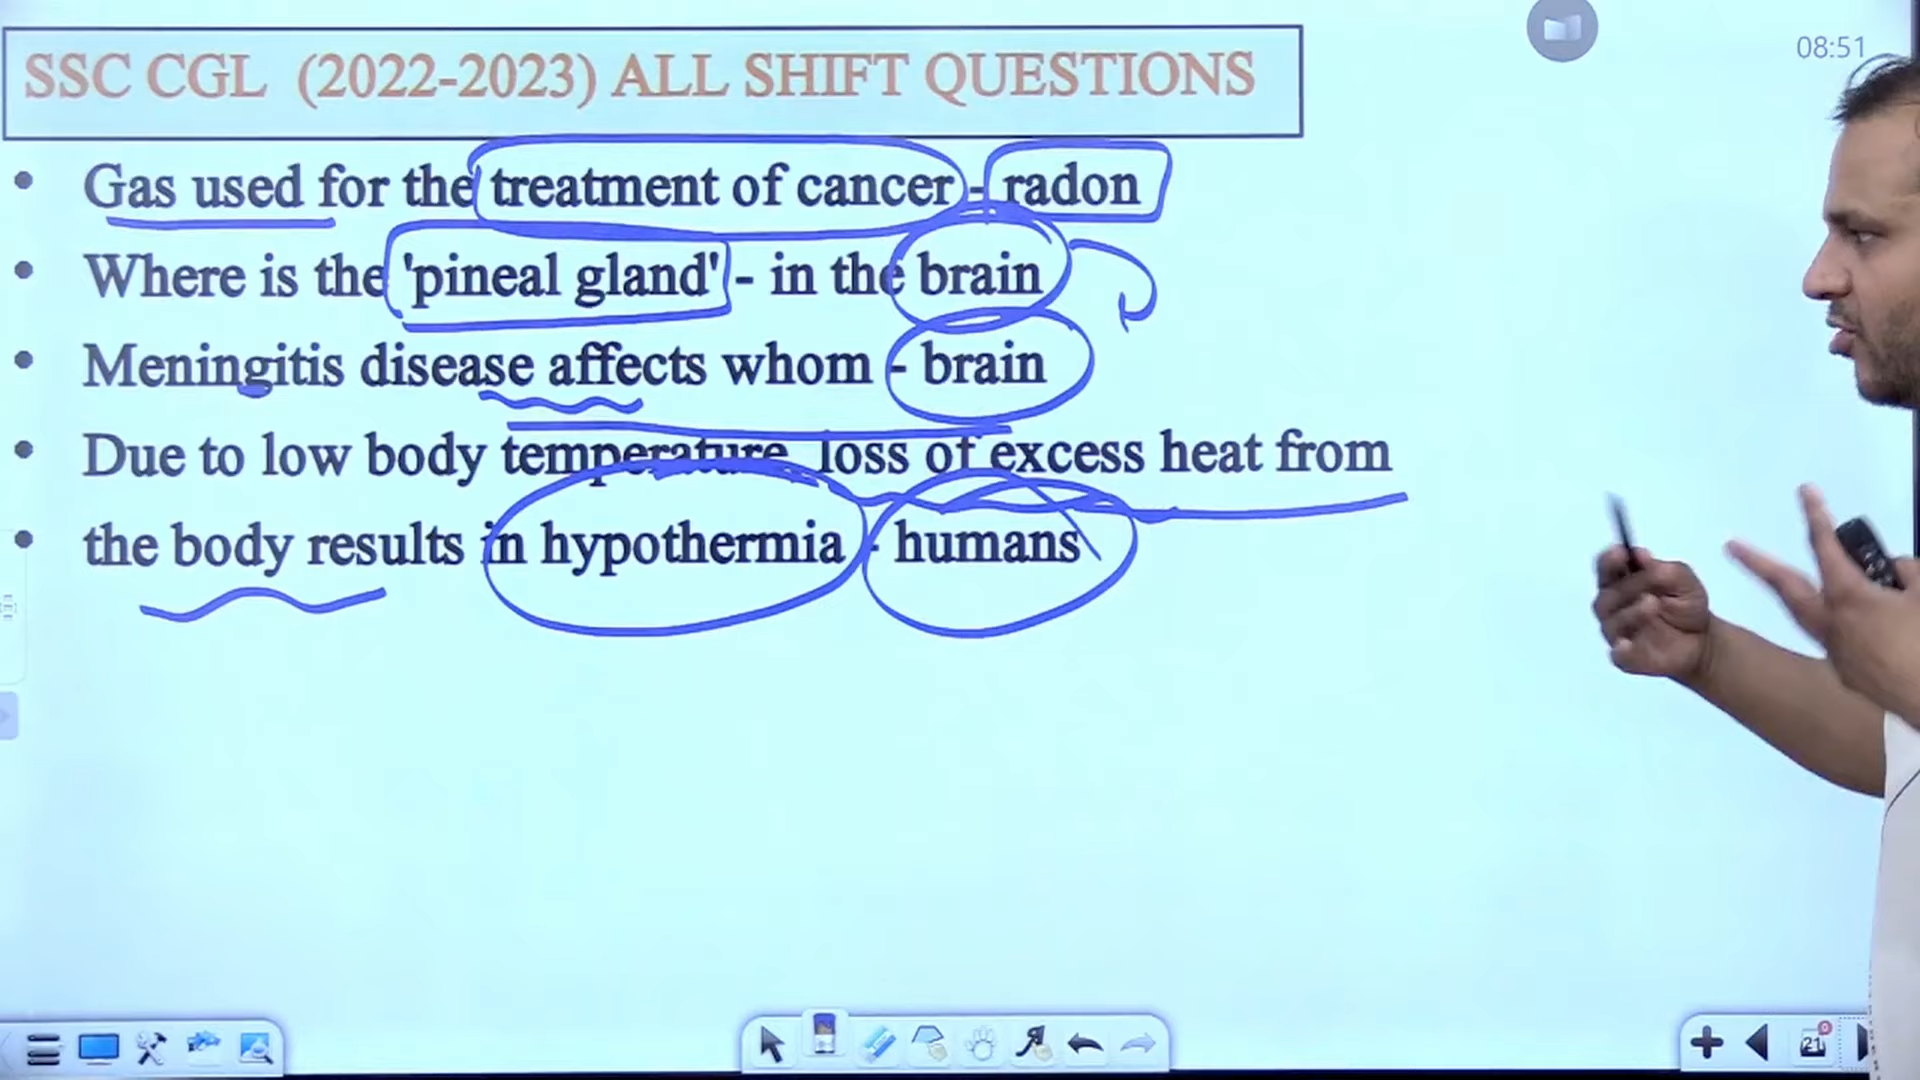 SSC CGL (2022-2023) ALL SHIFT QUESTIONS
08:51
• Gas used for the treatment of cancer - radon
• Where is the 'pineal gland' - in the brain
• Meningitis disease affects whom - brain
• Due to low body temperature, loss of excess heat from
• the body results in hypothermia - humans
21
0